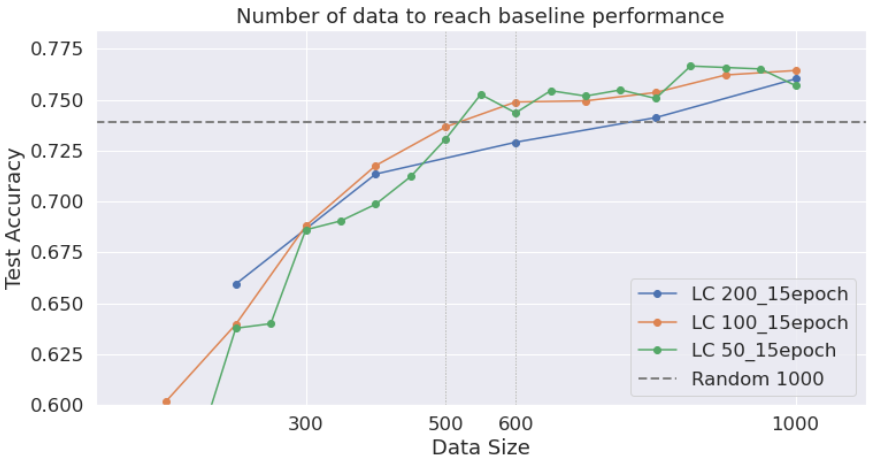 Number of data to reach baseline performance
Test Accuracy
0.775
0.750
0.725
0.700
0.675
0.650
0.625
0.600
LC 200_15epoch
LC 100_15epoch
LC 50_15epoch
Random 1000
300 500 600 1000
Data Size